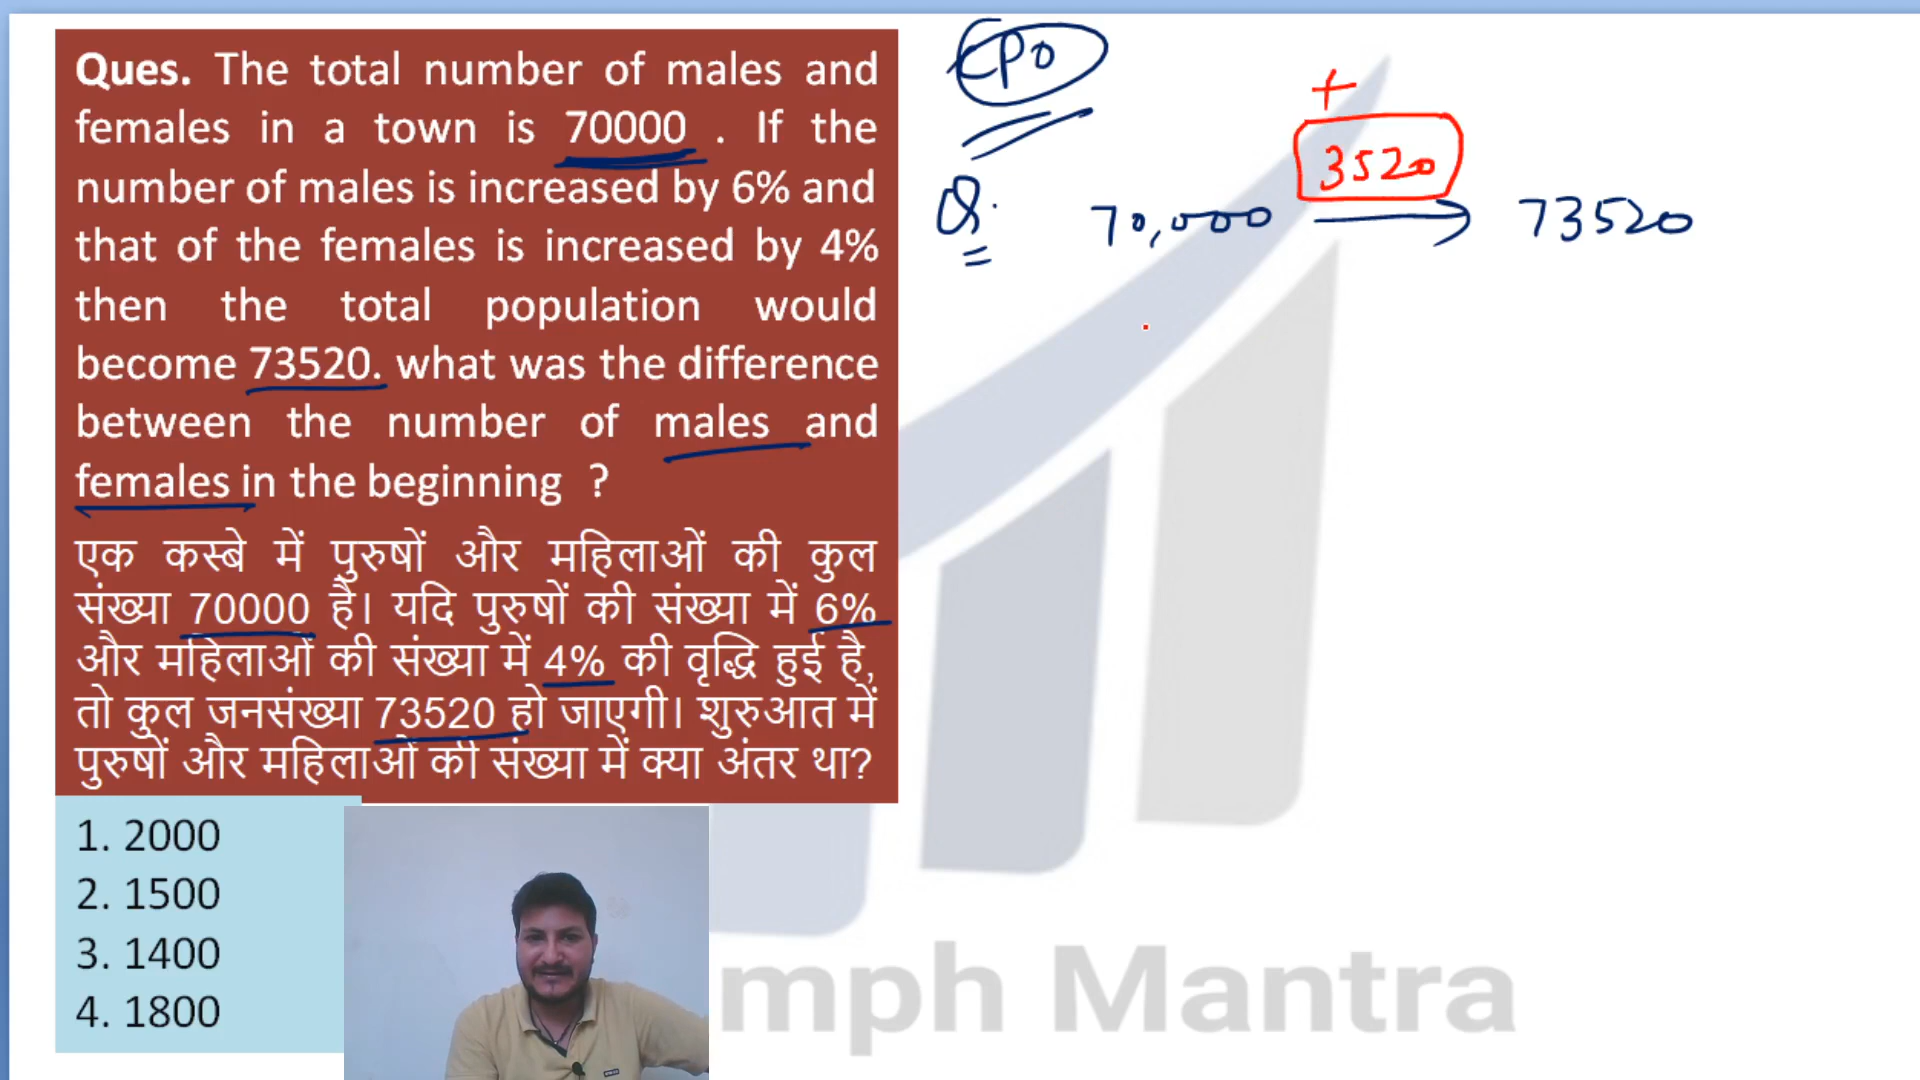 Ques. The total number of males and
females in a town is 70000 . If the
number of males is increased by 6% and
that of the females is increased by 4%
then the total population would
become 73520. what was the difference
between the number of males and
females in the beginning ?
एक कस्बे में पुरुषों और महिलाओं की कुल
संख्या 70000 है। यदि पुरुषों की संख्या में 6%
और महिलाओं की संख्या में 4% की वृद्धि हुई है,
तो कुल जनसंख्या 73520 हो जाएगी। शुरुआत में
पुरुषों और महिलाओं की संख्या में क्या अंतर था?
1. 2000
2. 1500
3. 1400
4. 1800
CPO
+
3520
Q. 70,000 → 73520
mph Mantra